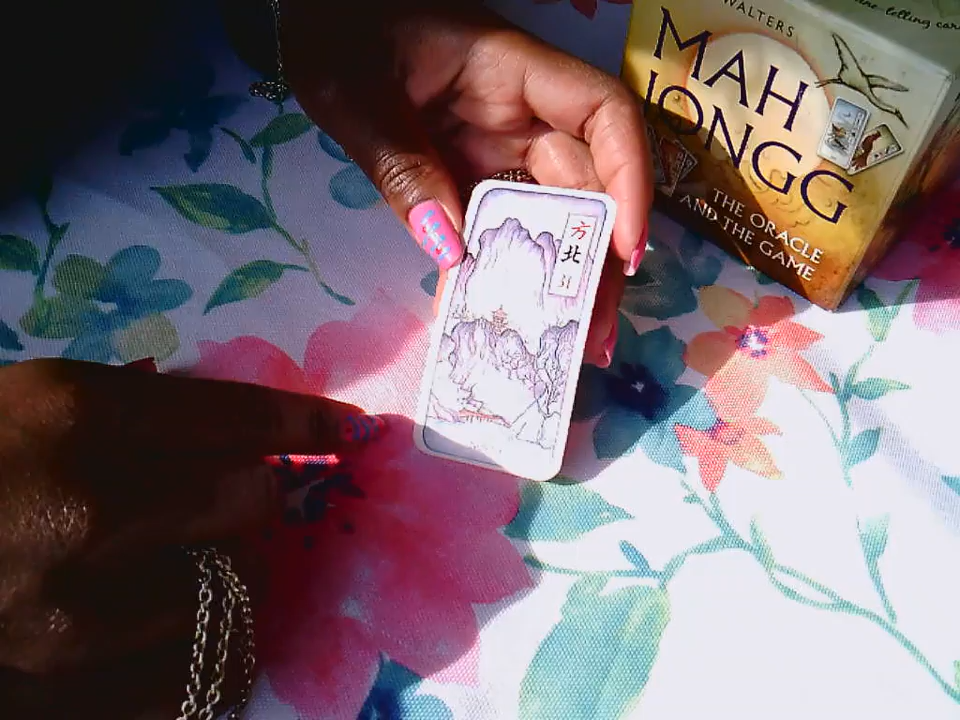 方
北
WALTERS
MAH
JONGG
THE ORACLE
AND THE GAME